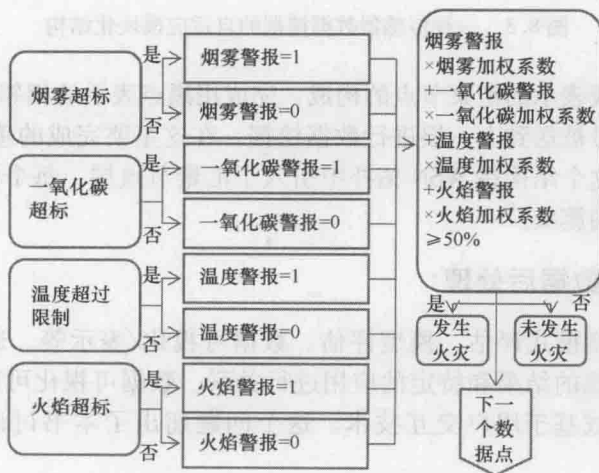 烟雾超标
是
否
烟雾警报=1
烟雾警报=0
一氧化碳
超标
是
否
一氧化碳警报=1
一氧化碳警报=0
温度超过
限制
是
否
温度警报=1
温度警报=0
火焰超标
是
否
火焰警报=1
火焰警报=0
烟雾警报
×烟雾加权系数
+一氧化碳警报
×一氧化碳加权系数
+温度警报
×温度加权系数
+火焰警报
×火焰加权系数
≥50%
是
否
发生
火灾
未发生
火灾
下一
个数
据点